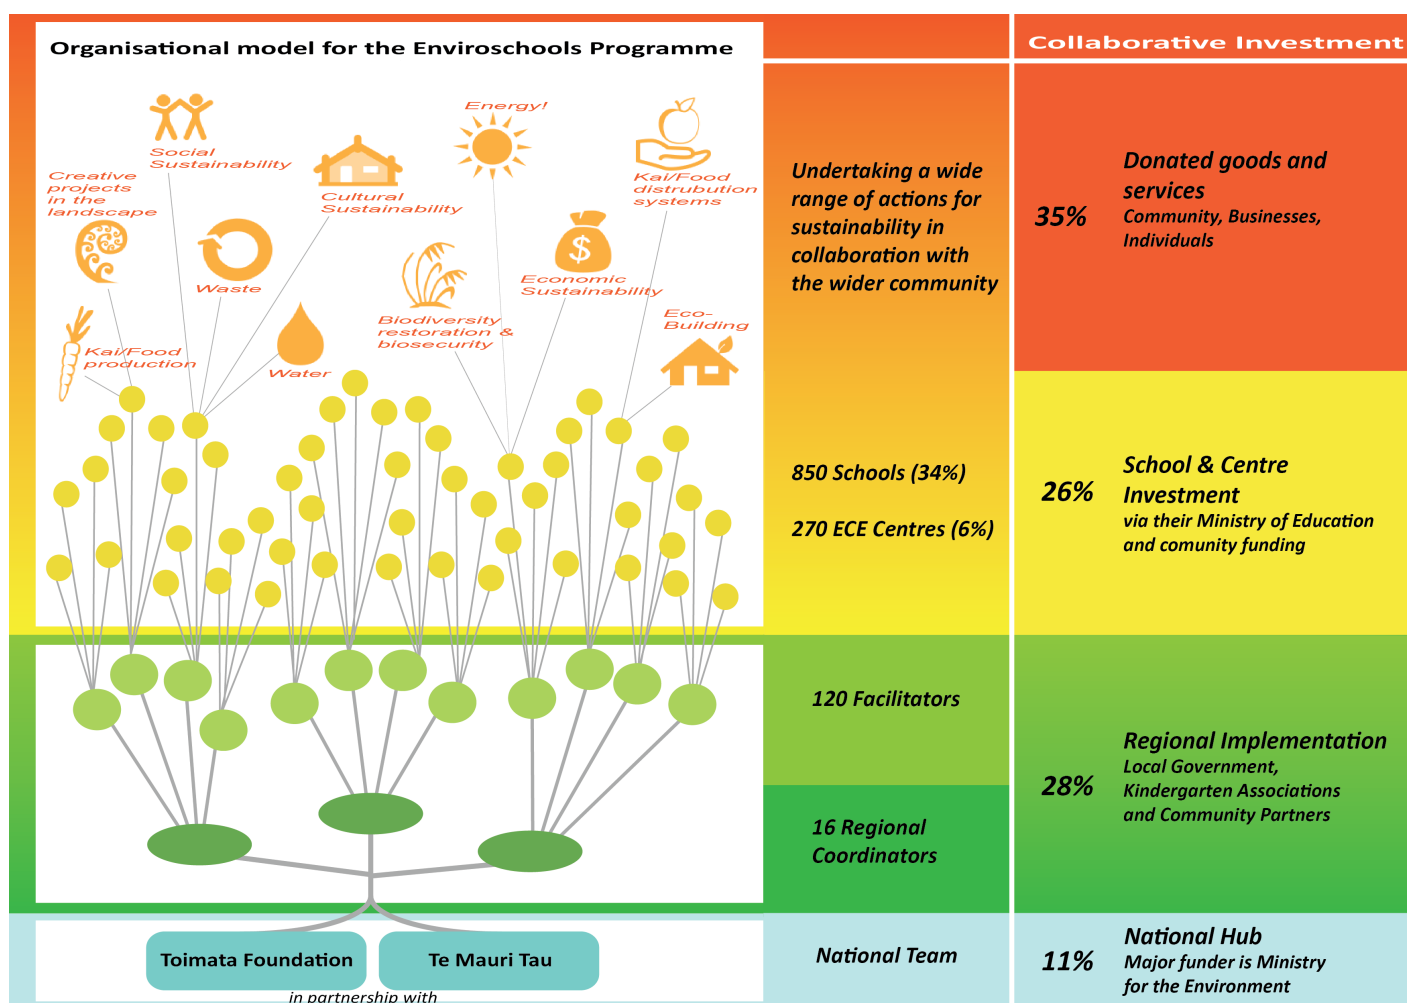 Organisational model for the Enviroschools Programme
Collaborative Investment
Energy!
Social
Sustainability
Creative
projects
in the
landscape
Cultural
Sustainability
Kai/Food
distrubution
systems
Waste
Economic
Sustainability
Biodiversity
restoration &
biosecurity
Eco-
Building
Kai/Food
production
Water
Undertaking a wide
range of actions for
sustainability in
collaboration with
the wider community
850 Schools (34%)
270 ECE Centres (6%)
120 Facilitators
16 Regional
Coordinators
National Team
35%
Donated goods and
services
Community, Businesses,
Individuals
26%
School & Centre
Investment
via their Ministry of Education
and comunity funding
28%
Regional Implementation
Local Government,
Kindergarten Associations
and Community Partners
11%
National Hub
Major funder is Ministry
for the Environment
Toimata Foundation
Te Mauri Tau
in partnership with
$